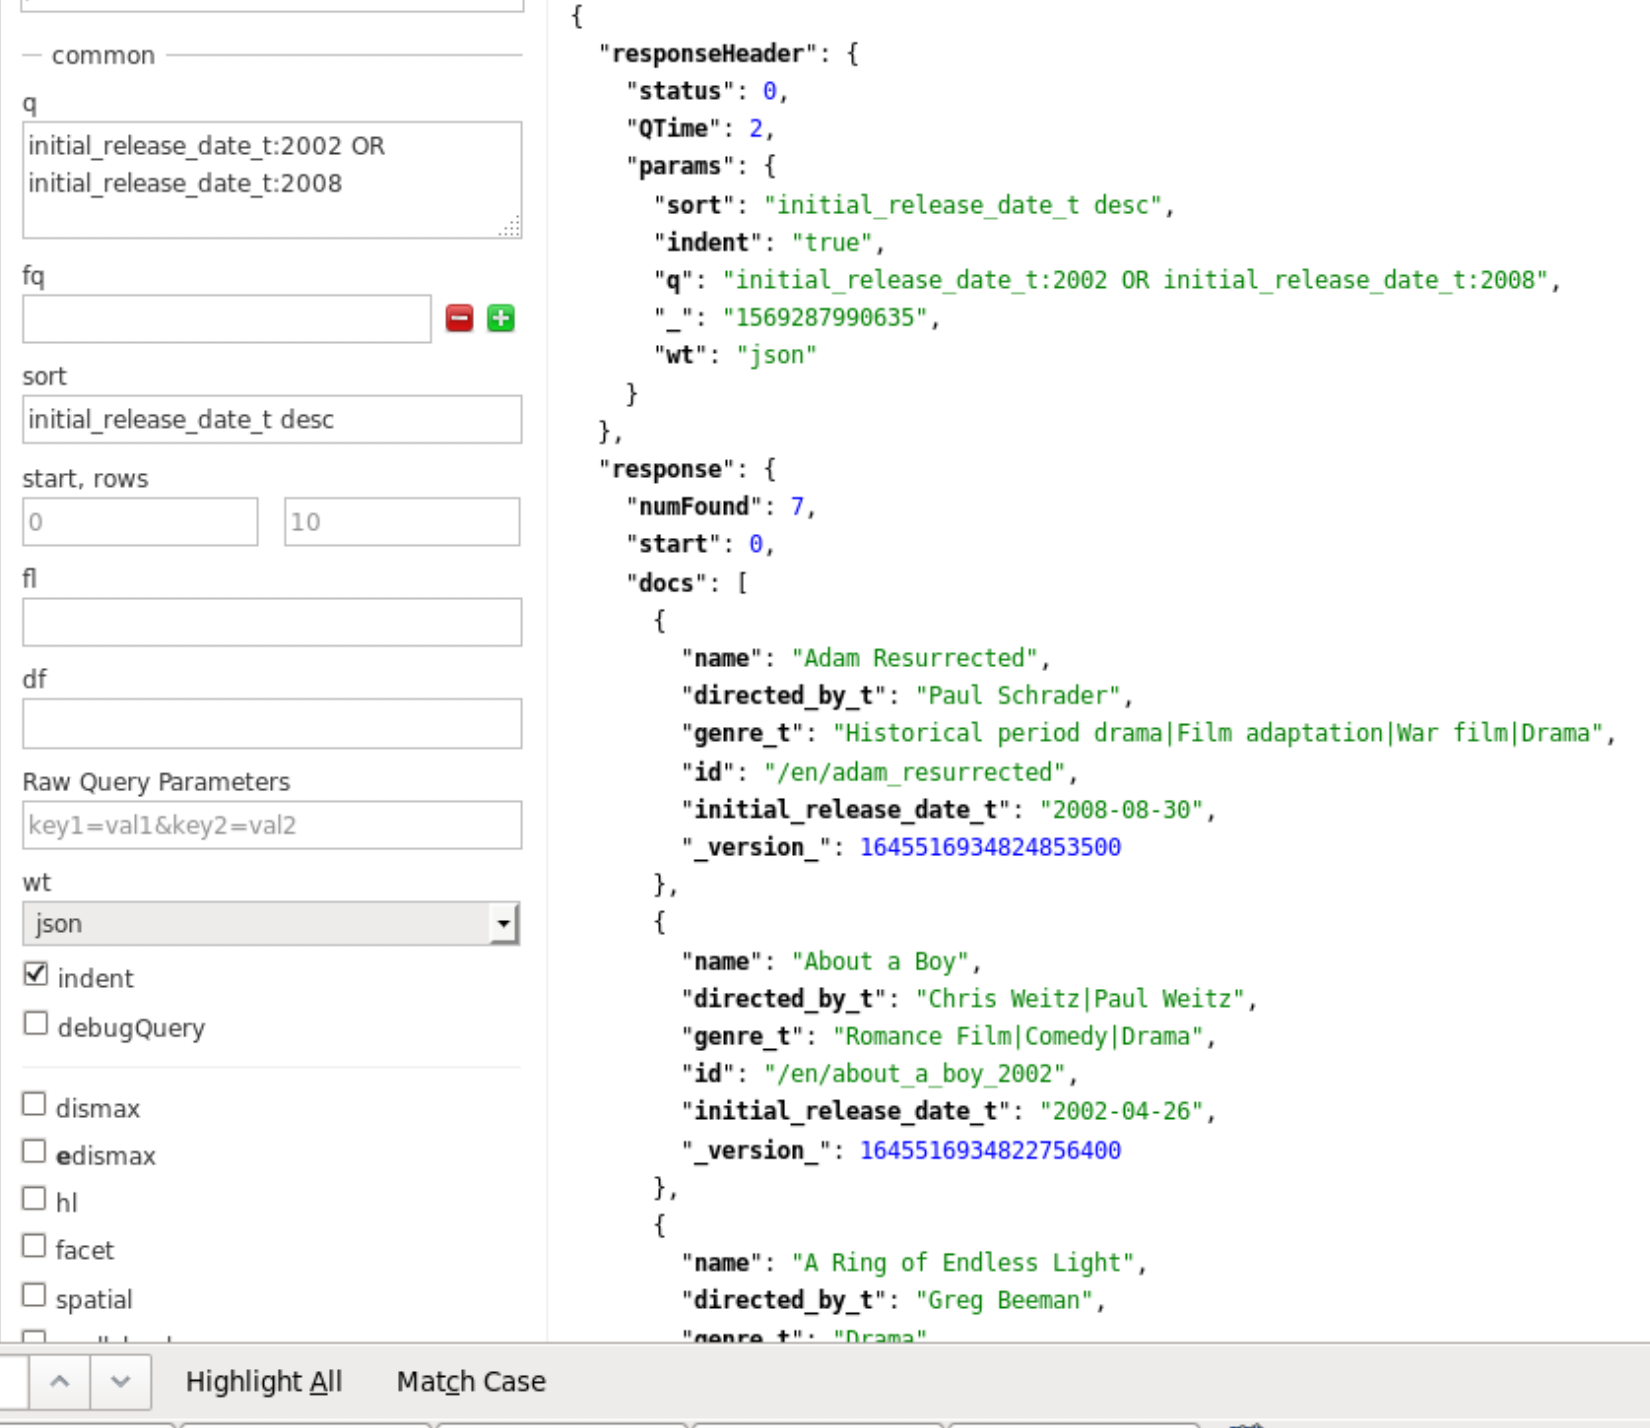 common
q
initial_release_date_t:2002 OR
initial_release_date_t:2008
fq
sort
initial_release_date_t desc
start, rows
0 10
fl
df
Raw Query Parameters
key1=val1&key2=val2
wt
json
indent
debugQuery
dismax
edismax
hl
facet
spatial
{
"responseHeader": {
"status": 0,
"QTime": 2,
"params": {
"sort": "initial_release_date_t desc",
"indent": "true",
"q": "initial_release_date_t:2002 OR initial_release_date_t:2008",
"_": "1569287990635",
"wt": "json"
}
},
"response": {
"numFound": 7,
"start": 0,
"docs": [
{
"name": "Adam Resurrected",
"directed_by_t": "Paul Schrader",
"genre_t": "Historical period drama|Film adaptation|War film|Drama",
"id": "/en/adam_resurrected",
"initial_release_date_t": "2008-08-30",
"_version_": 1645516934824853500
},
{
"name": "About a Boy",
"directed_by_t": "Chris Weitz|Paul Weitz",
"genre_t": "Romance Film|Comedy|Drama",
"id": "/en/about_a_boy_2002",
"initial_release_date_t": "2002-04-26",
"_version_": 1645516934822756400
},
{
"name": "A Ring of Endless Light",
"directed_by_t": "Greg Beeman",
"genre_t": "Drama"
Highlight All Match Case